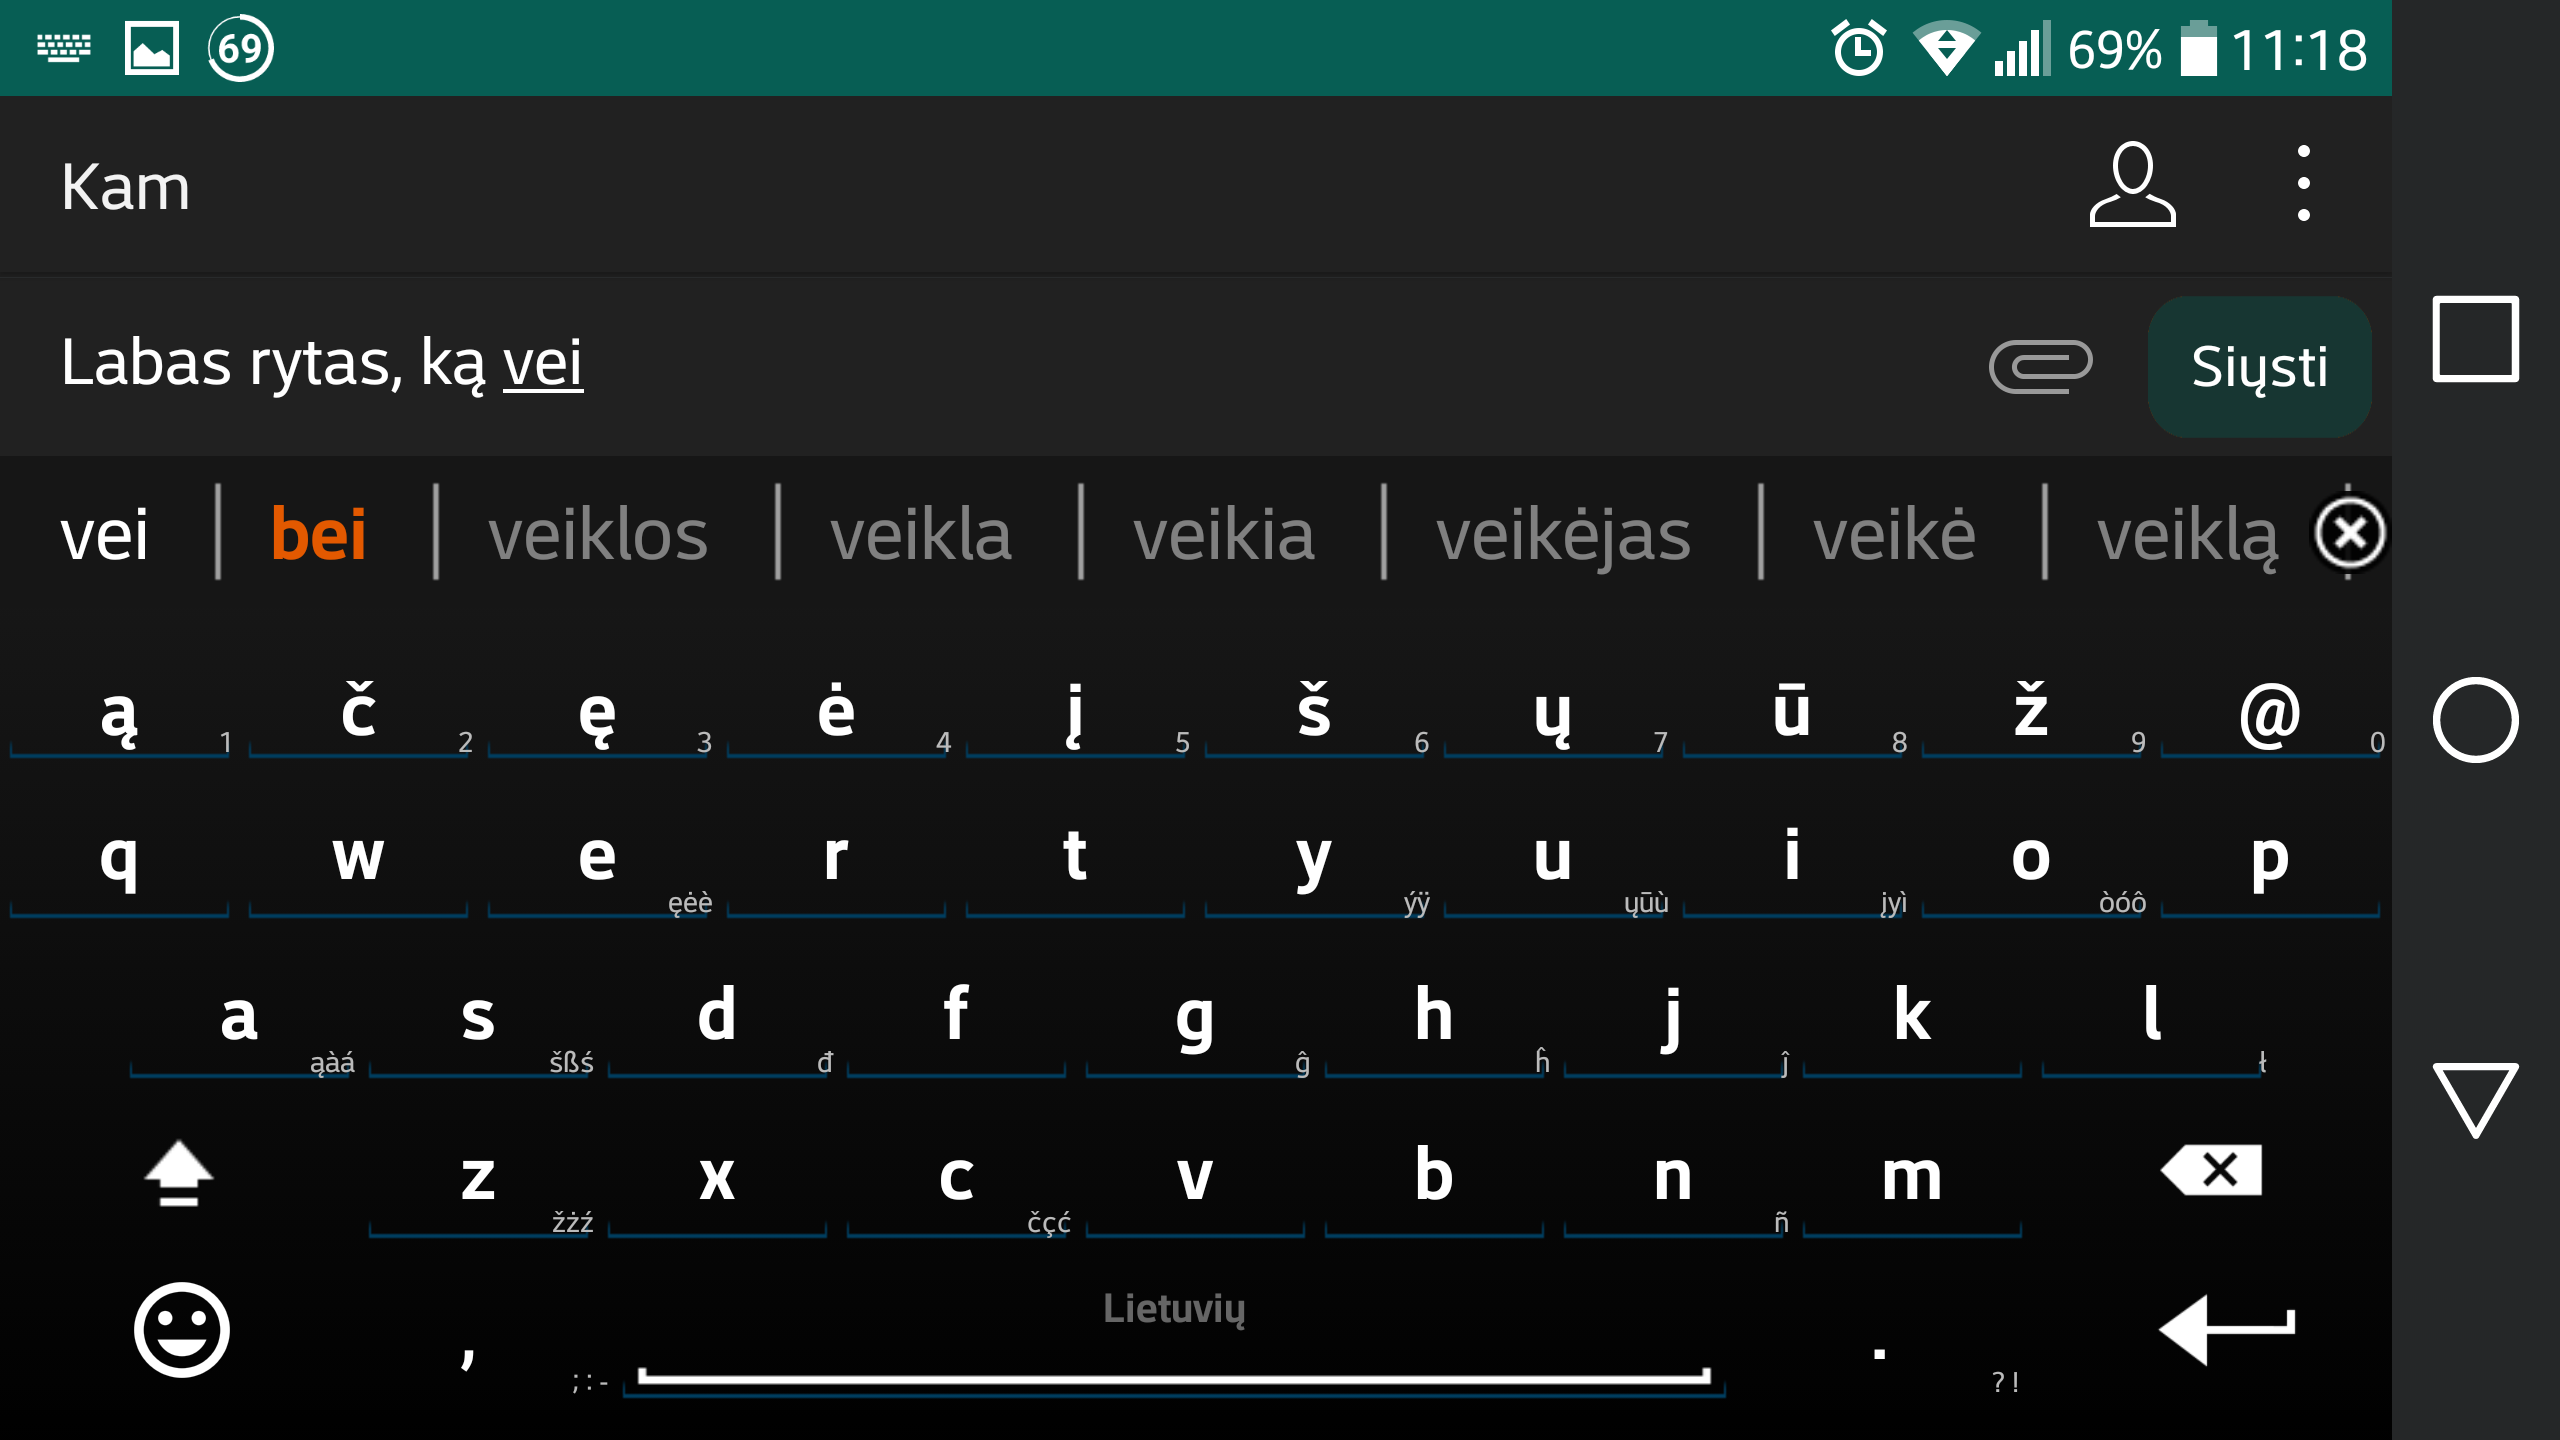 69 69% 11:18
Kam
Labas rytas, ką vei Siųsti
vei bei veiklos veikla veikia veikėjas veikė veiklą
ą 1 č 2 ę 3 ė 4 į 5 š 6 ų 7 ū 8 ž 9 @ 0
q w e ęėè r t y ýÿ u ųūù i įyì o òóô p
a ąàá s šßś d đ f g ĝ h ĥ j ĵ k l ł
z žżź x c čçć v b n ñ m
, ;:- Lietuvių . ?!